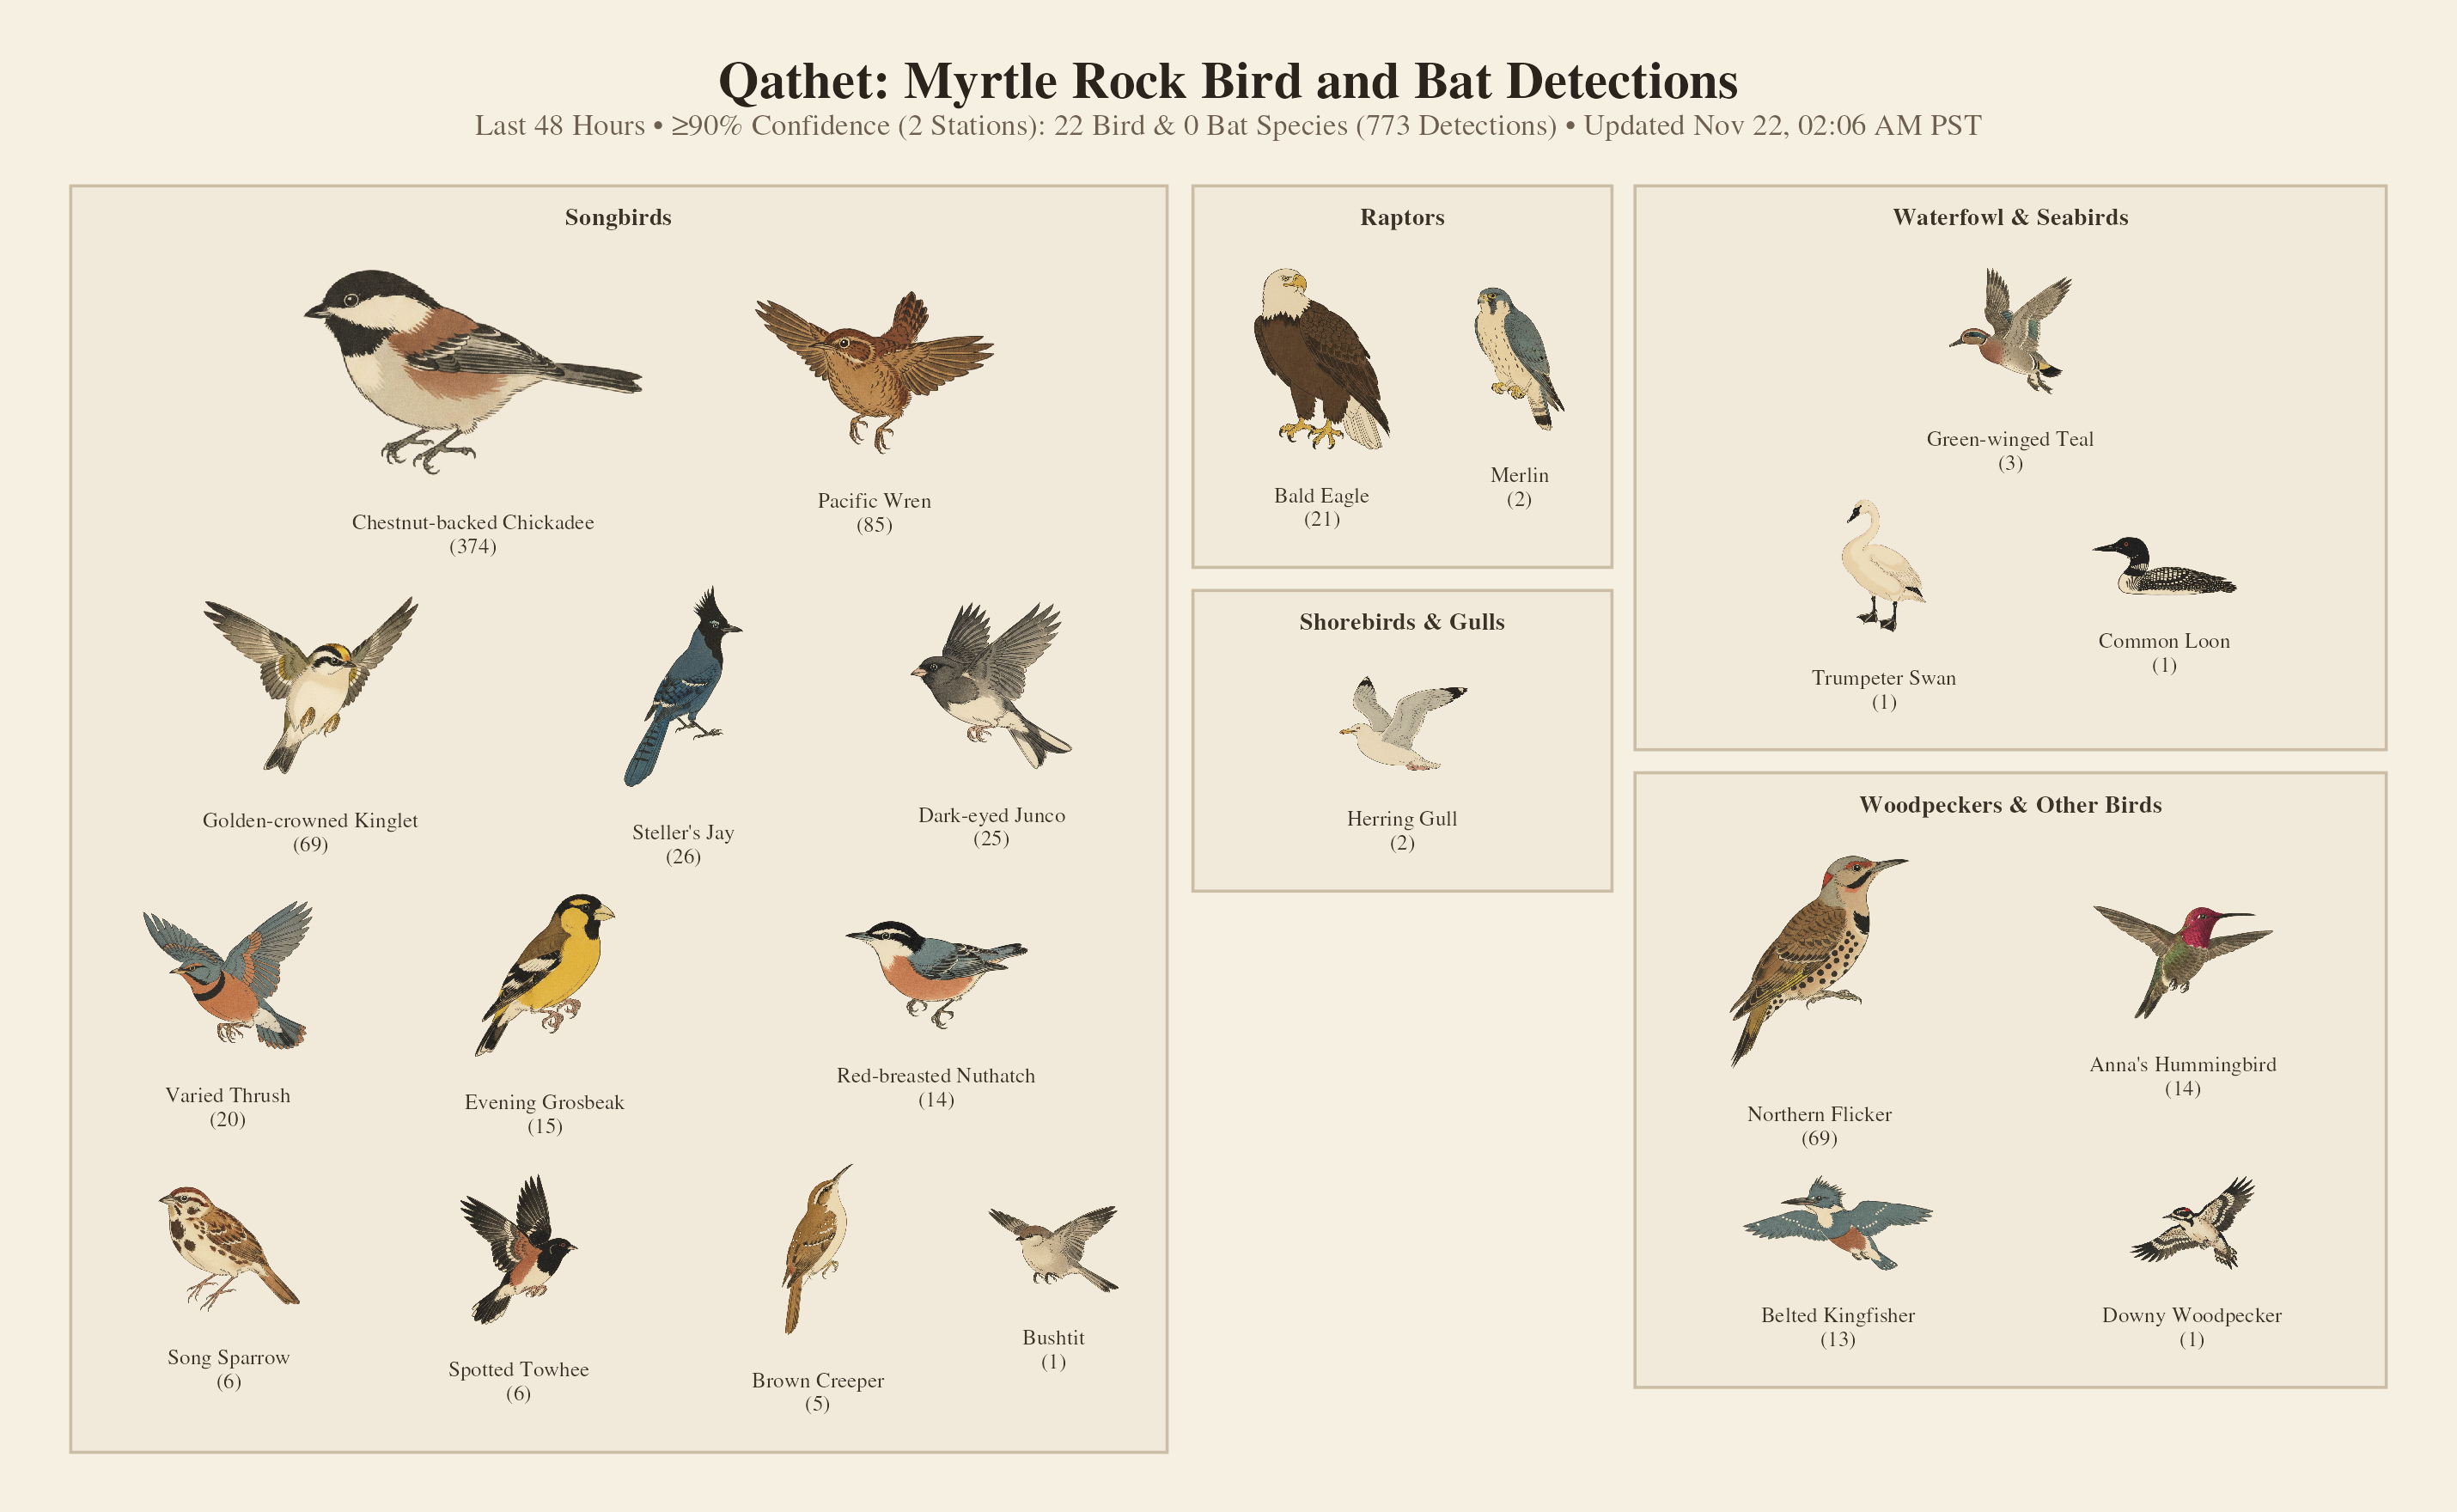 Qathet: Myrtle Rock Bird and Bat Detections
Last 48 Hours • ≥90% Confidence (2 Stations): 22 Bird & 0 Bat Species (773 Detections) • Updated Nov 22, 02:06 AM PST
Songbirds
Chestnut-backed Chickadee
(374)
Pacific Wren
(85)
Golden-crowned Kinglet
(69)
Steller's Jay
(26)
Dark-eyed Junco
(25)
Varied Thrush
(20)
Evening Grosbeak
(15)
Red-breasted Nuthatch
(14)
Song Sparrow
(6)
Spotted Towhee
(6)
Brown Creeper
(5)
Bushtit
(1)
Raptors
Bald Eagle
(21)
Merlin
(2)
Shorebirds & Gulls
Herring Gull
(2)
Waterfowl & Seabirds
Green-winged Teal
(3)
Trumpeter Swan
(1)
Common Loon
(1)
Woodpeckers & Other Birds
Northern Flicker
(69)
Anna's Hummingbird
(14)
Belted Kingfisher
(13)
Downy Woodpecker
(1)